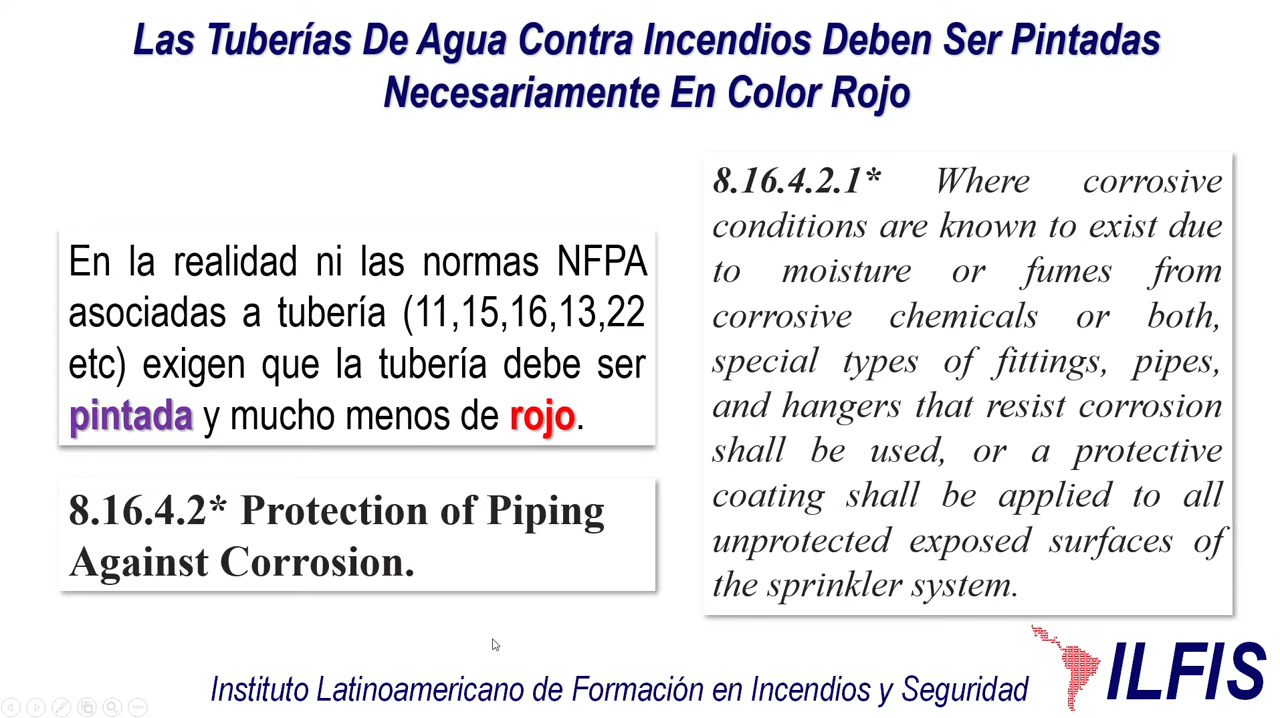 Las Tuberías De Agua Contra Incendios Deben Ser Pintadas
Necesariamente En Color Rojo
En la realidad ni las normas NFPA
asociadas a tubería (11,15,16,13,22
etc) exigen que la tubería debe ser
pintada y mucho menos de rojo.
8.16.4.2* Protection of Piping
Against Corrosion.
8.16.4.2.1* Where corrosive
conditions are known to exist due
to moisture or fumes from
corrosive chemicals or both,
special types of fittings, pipes,
and hangers that resist corrosion
shall be used, or a protective
coating shall be applied to all
unprotected exposed surfaces of
the sprinkler system.
Instituto Latinoamericano de Formación en Incendios y Seguridad
ILFIS